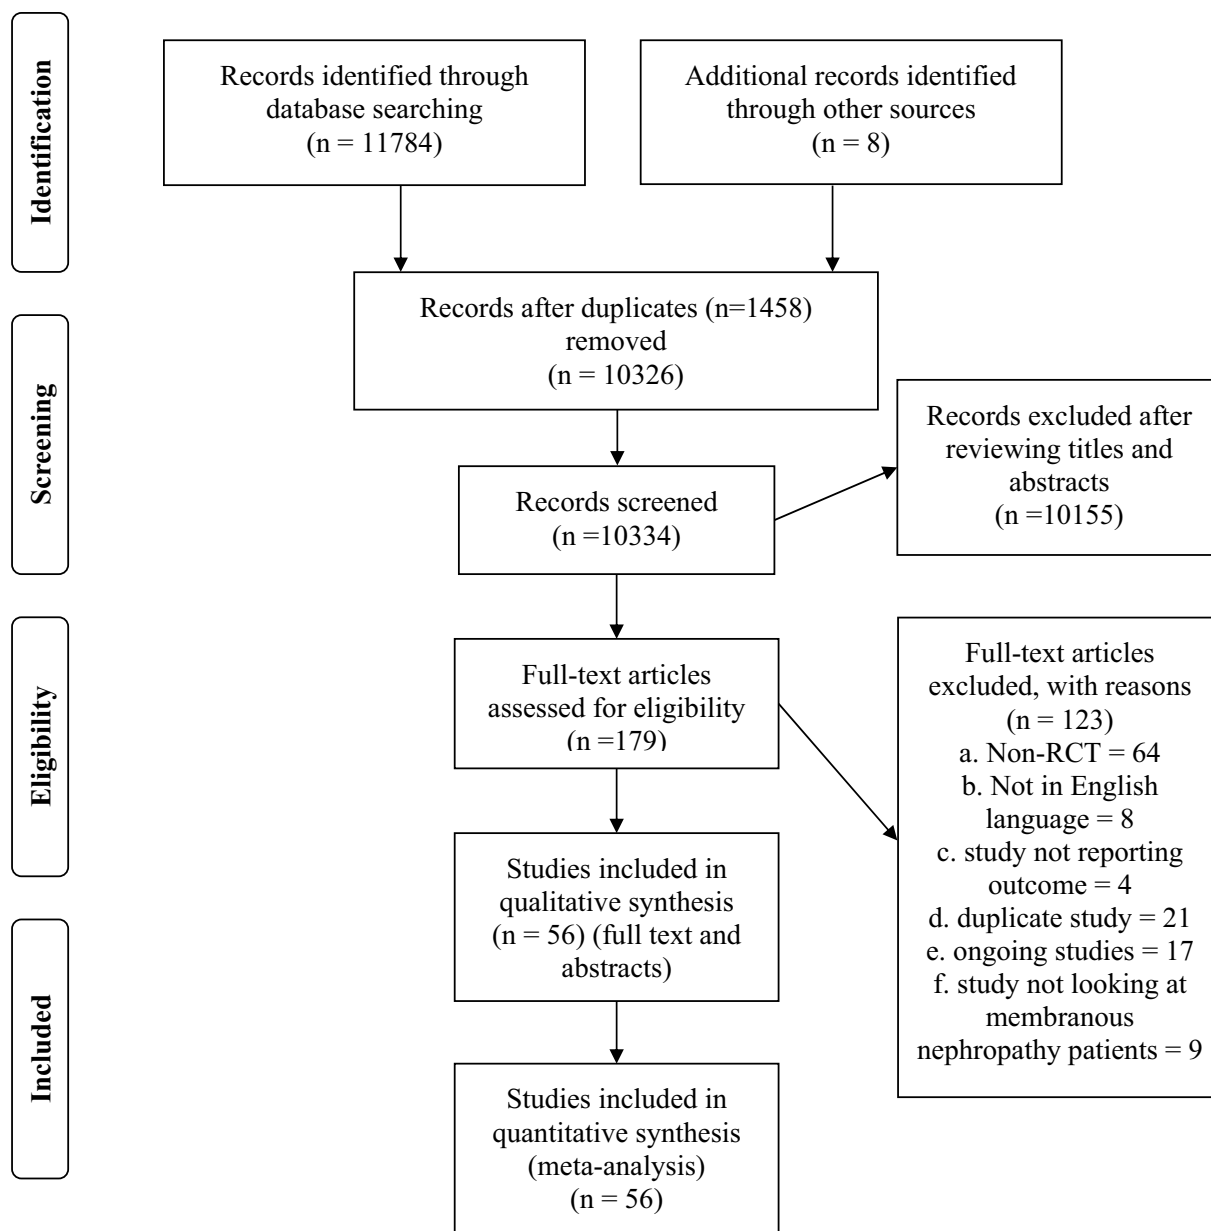 Identification
Records identified through
database searching
(n = 11784)
Additional records identified
through other sources
(n = 8)
Records after duplicates (n=1458)
removed
(n = 10326)
Screening
Records screened
(n =10334)
Records excluded after
reviewing titles and
abstracts
(n =10155)
Eligibility
Full-text articles
assessed for eligibility
(n =179)
Full-text articles
excluded, with reasons
(n = 123)
a. Non-RCT = 64
b. Not in English
language = 8
c. study not reporting
outcome = 4
d. duplicate study = 21
e. ongoing studies = 17
f. study not looking at
membranous
nephropathy patients = 9
Studies included in
qualitative synthesis
(n = 56) (full text and
abstracts)
Included
Studies included in
quantitative synthesis
(meta-analysis)
(n = 56)